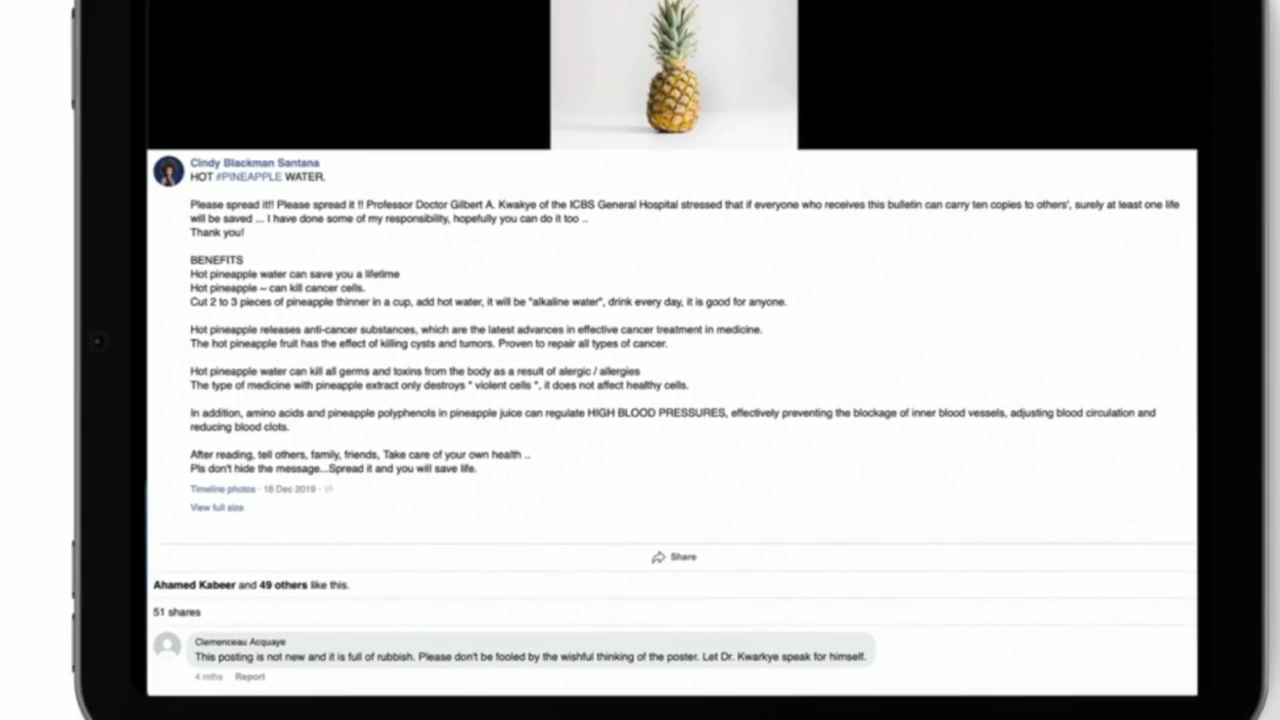 Cindy Blackman Santana
HOT #PINEAPPLE WATER.
Please spread it!! Please spread it !! Professor Doctor Gilbert A. Kwakye of the ICBS General Hospital stressed that if everyone who receives this bulletin can carry ten copies to others', surely at least one life
will be saved ... I have done some of my responsibility, hopefully you can do it too ..
Thank you!
BENEFITS
Hot pineapple water can save you a lifetime
Hot pineapple ~ can kill cancer cells.
Cut 2 to 3 pieces of pineapple thinner in a cup, add hot water, it will be "alkaline water", drink every day, it is good for anyone.
Hot pineapple releases anti-cancer substances, which are the latest advances in effective cancer treatment in medicine.
The hot pineapple fruit has the effect of killing cysts and tumors. Proven to repair all types of cancer.
Hot pineapple water can kill all germs and toxins from the body as a result of alergic / allergies
The type of medicine with pineapple extract only destroys " violent cells ", it does not affect healthy cells.
In addition, amino acids and pineapple polyphenols in pineapple juice can regulate HIGH BLOOD PRESSURES, effectively preventing the blockage of inner blood vessels, adjusting blood circulation and
reducing blood clots.
After reading, tell others, family, friends, Take care of your own health ..
Pls don't hide the message...Spread it and you will save life.
Timeline photos · 18 Dec 2019 ·
View full size
Share
Ahamed Kabeer and 49 others like this.
51 shares
Clemenceau Acquaye
This posting is not new and it is full of rubbish. Please don't be fooled by the wishful thinking of the poster. Let Dr. Kwarkye speak for himself.
4 mths Report